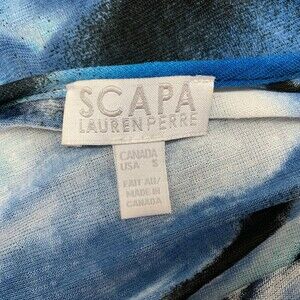 SCAPA
LAUREN PERRE
CANADA
USA S
FAIT AU/
MADE IN
CANADA